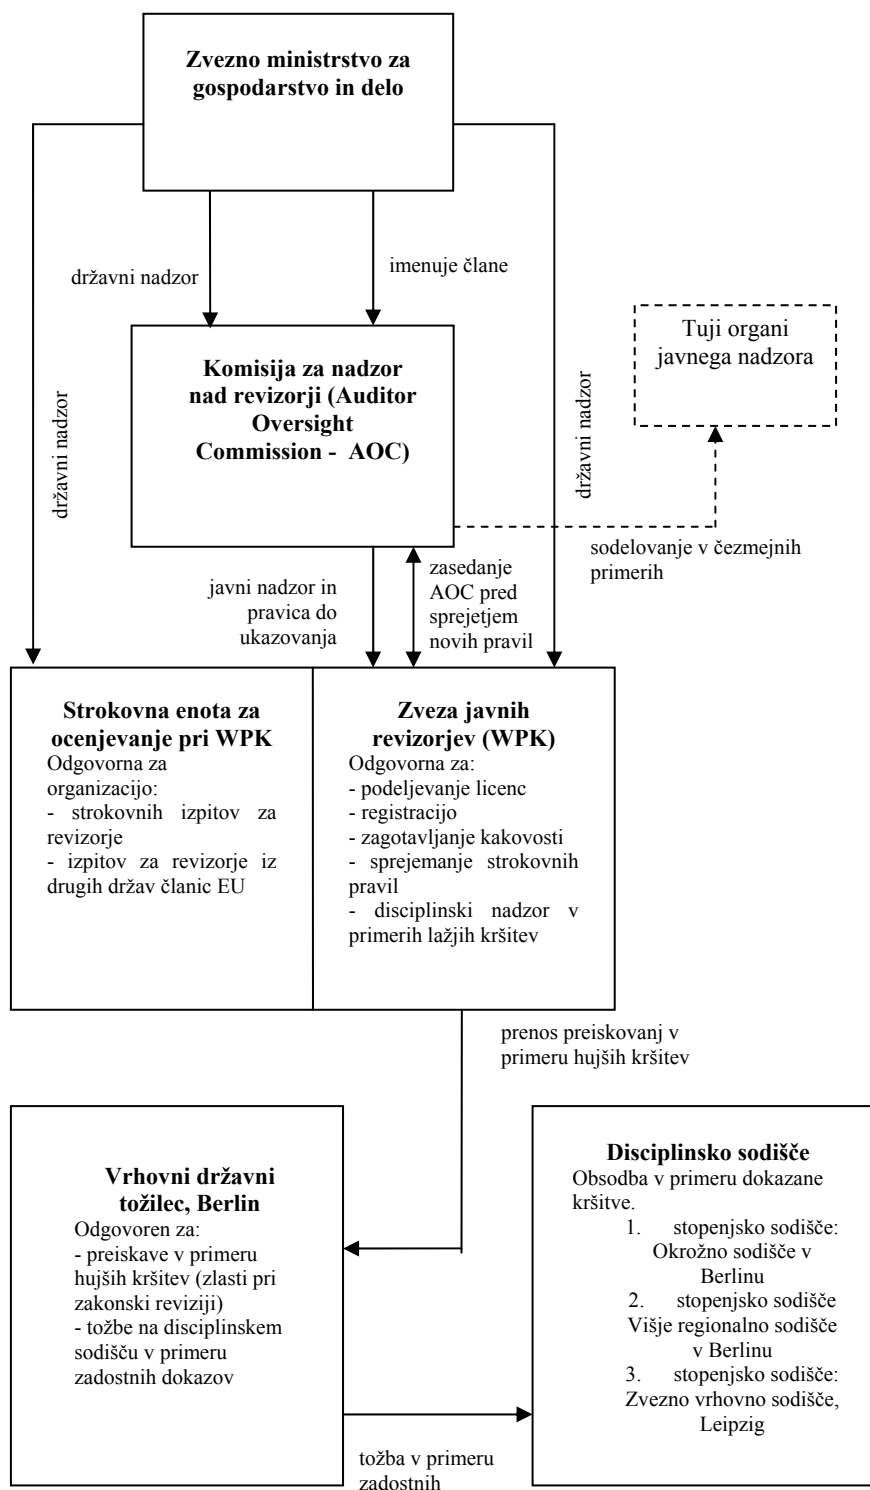 Zvezno ministrstvo za
gospodarstvo in delo
državni nadzor
imenuje člane
Tuji organi
javnega nadzora
Komisija za nadzor
nad revizorji (Auditor
Oversight
Commission - AOC)
državni nadzor
državni nadzor
sodelovanje v čezmejnih
primerih
javni nadzor in
pravica do
ukazovanja
zasedanje
AOC pred
sprejetjem
novih pravil
Strokovna enota za
ocenjevanje pri WPK
Odgovorna za
organizacijo:
- strokovnih izpitov za
revizorje
- izpitov za revizorje iz
drugih držav članic EU
Zveza javnih
revizorjev (WPK)
Odgovorna za:
- podeljevanje licenc
- registracijo
- zagotavljanje kakovosti
- sprejemanje strokovnih
pravil
- disciplinski nadzor v
primerih lažjih kršitev
prenos preiskovanj v
primeru hujših kršitev
Vrhovni državni
tožilec, Berlin
Odgovoren za:
- preiskave v primeru
hujših kršitev (zlasti pri
zakonski reviziji)
- tožbe na disciplinskem
sodišču v primeru
zadostnih dokazov
Disciplinsko sodišče
Obsodba v primeru dokazane
kršitve.
1. stopenjsko sodišče:
Okrožno sodišče v
Berlinu
2. stopenjsko sodišče
Višje regionalno sodišče
v Berlinu
3. stopenjsko sodišče:
Zvezno vrhovno sodišče,
Leipzig
tožba v primeru
zadostnih